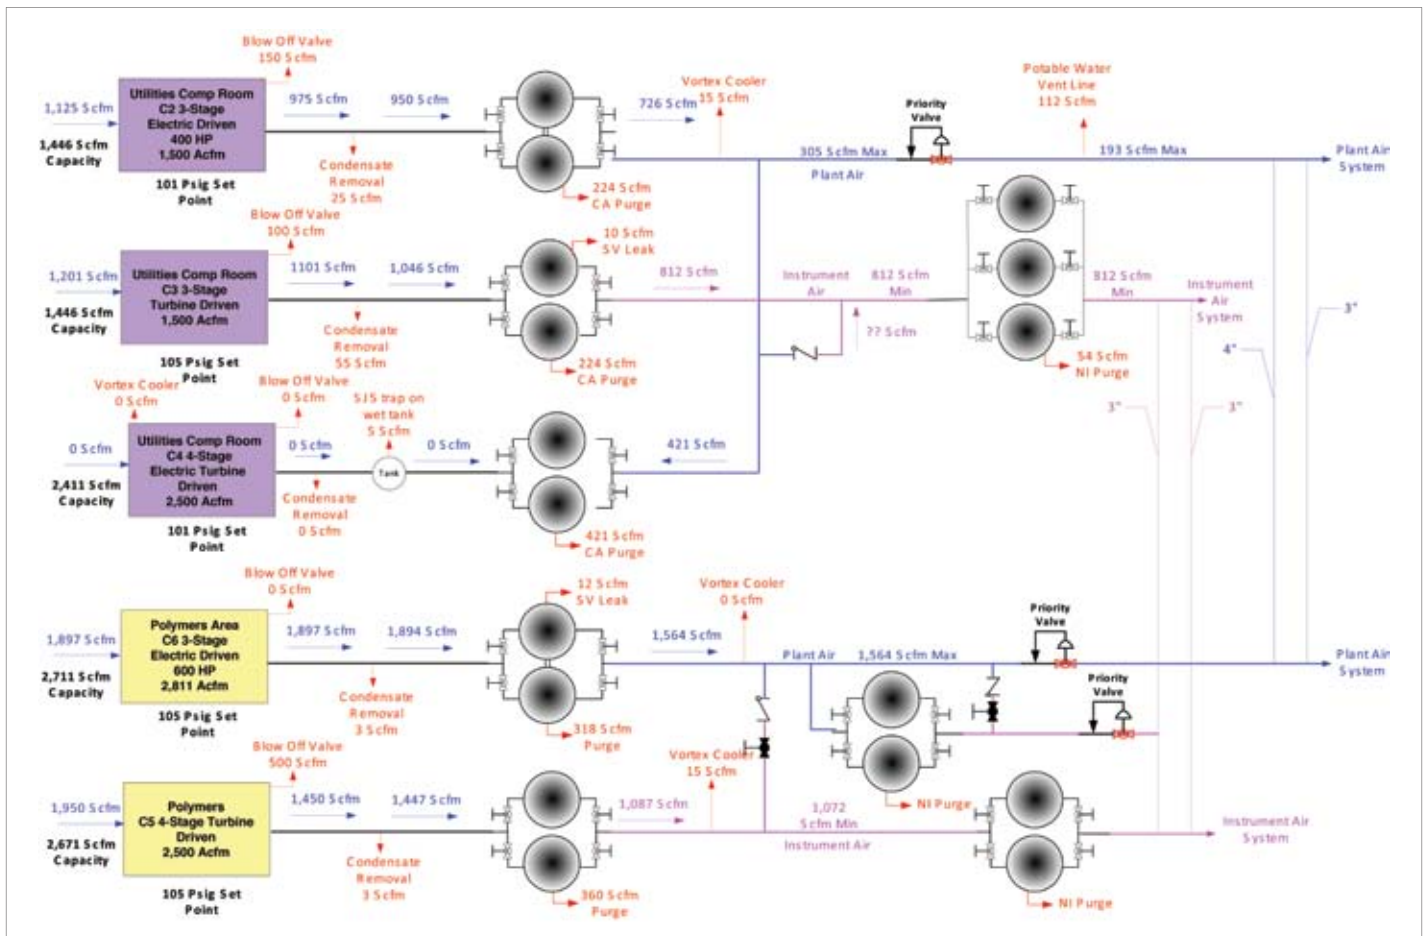 Blow Off Valve
150 Scfm
Utilities Comp Room
C2 3-Stage
Electric Driven
400 HP
1,500 Acfm
1,125 Scfm
1,446 Scfm
Capacity
101 Psig Set
Point
975 Scfm
950 Scfm
Condensate
Removal
25 Scfm
224 Scfm
CA Purge
726 Scfm
Vortex Cooler
15 Scfm
305 Scfm Max
Plant Air
Priority
Valve
Potable Water
Vent Line
112 Scfm
193 Scfm Max
Plant Air
System
Blow Off Valve
100 Scfm
Utilities Comp Room
C3 3-Stage
Turbine Driven
1,500 Acfm
1,201 Scfm
1,446 Scfm
Capacity
105 Psig Set
Point
1101 Scfm
1,046 Scfm
Condensate
Removal
55 Scfm
10 Scfm
SV Leak
224 Scfm
CA Purge
812 Scfm
Instrument
Air
812 Scfm
Min
?? Scfm
54 Scfm
NI Purge
812 Scfm
Min
Instrument
Air
System
3"
4"
3"
3"
Vortex Cooler
0 Scfm
Blow Off Valve
0 Scfm
Utilities Comp Room
C4 4-Stage
Electric Turbine
Driven
2,500 Acfm
0 Scfm
2,411 Scfm
Capacity
101 Psig Set
Point
0 Scfm
Condensate
Removal
0 Scfm
SJS trap on
wet tank
5 Scfm
Tank
0 Scfm
421 Scfm
CA Purge
421 Scfm
Blow Off Valve
0 Scfm
Polymers Area
C6 3-Stage
Electric Driven
600 HP
2,811 Acfm
1,897 Scfm
2,711 Scfm
Capacity
105 Psig Set
Point
1,897 Scfm
1,894 Scfm
Condensate
Removal
3 Scfm
12 Scfm
SV Leak
318 Scfm
Purge
1,564 Scfm
Vortex Cooler
0 Scfm
Plant Air
1,564 Scfm Max
Priority
Valve
Priority
Valve
Plant Air
System
NI Purge
Blow Off Valve
500 Scfm
Polymers
C5 4-Stage Turbine
Driven
2,500 Acfm
1,950 Scfm
2,671 Scfm
Capacity
105 Psig Set
Point
1,450 Scfm
1,447 Scfm
Condensate
Removal
3 Scfm
360 Scfm
Purge
1,087 Scfm
Vortex Cooler
15 Scfm
1,072
Scfm Min
Instrument Air
NI Purge
Instrument Air
System